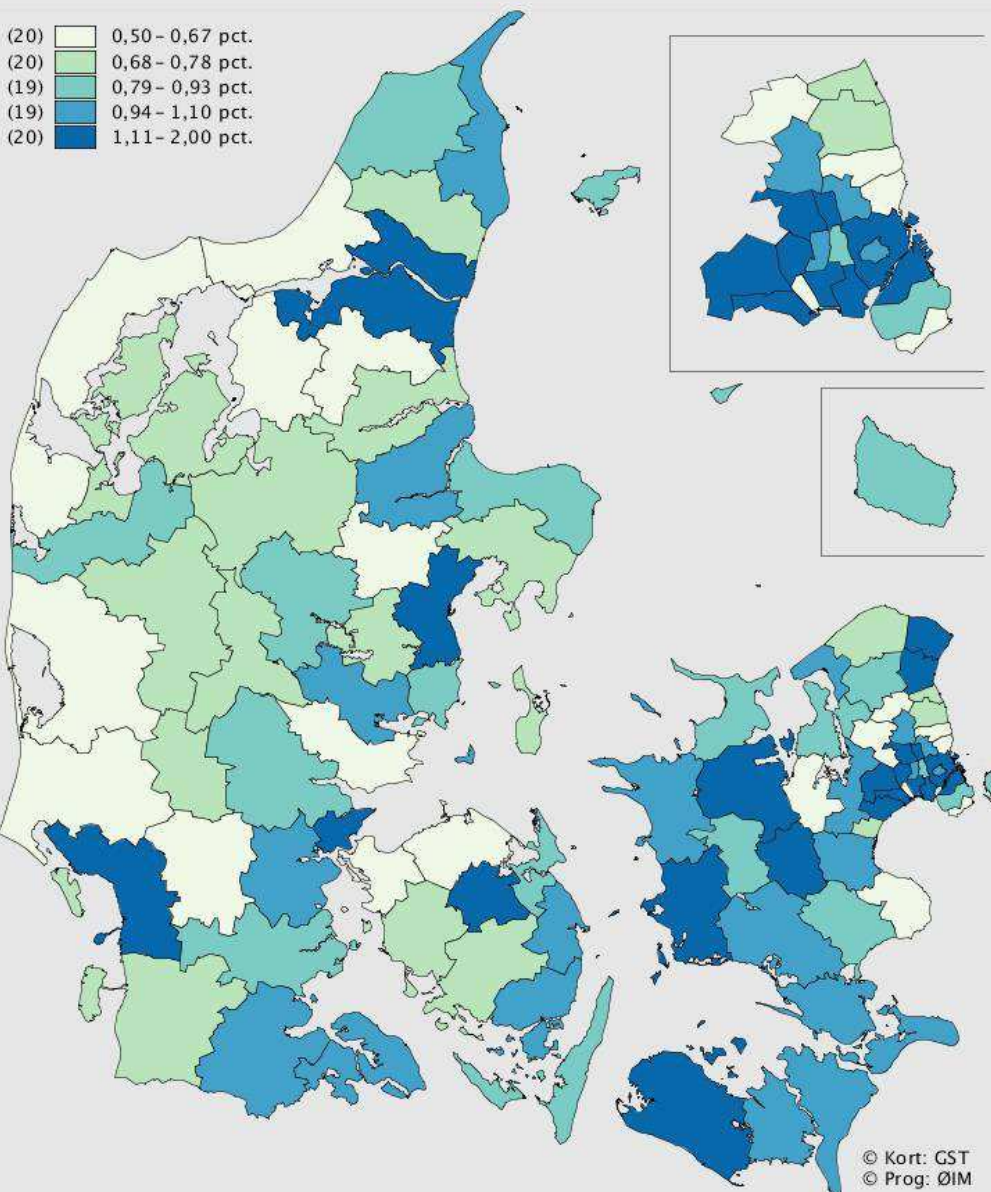 (20) 0,50 – 0,67 pct.
(20) 0,68 – 0,78 pct.
(19) 0,79 – 0,93 pct.
(19) 0,94 – 1,10 pct.
(20) 1,11 – 2,00 pct.
© Kort: GST
© Prog: ØIM